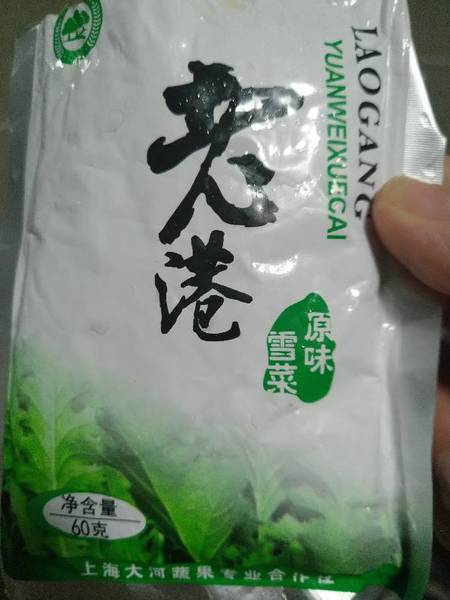 LAOGANG
YUANWEIXUECAI
老港
原味
雪菜
净含量
60克
上海大河蔬果专业合作社